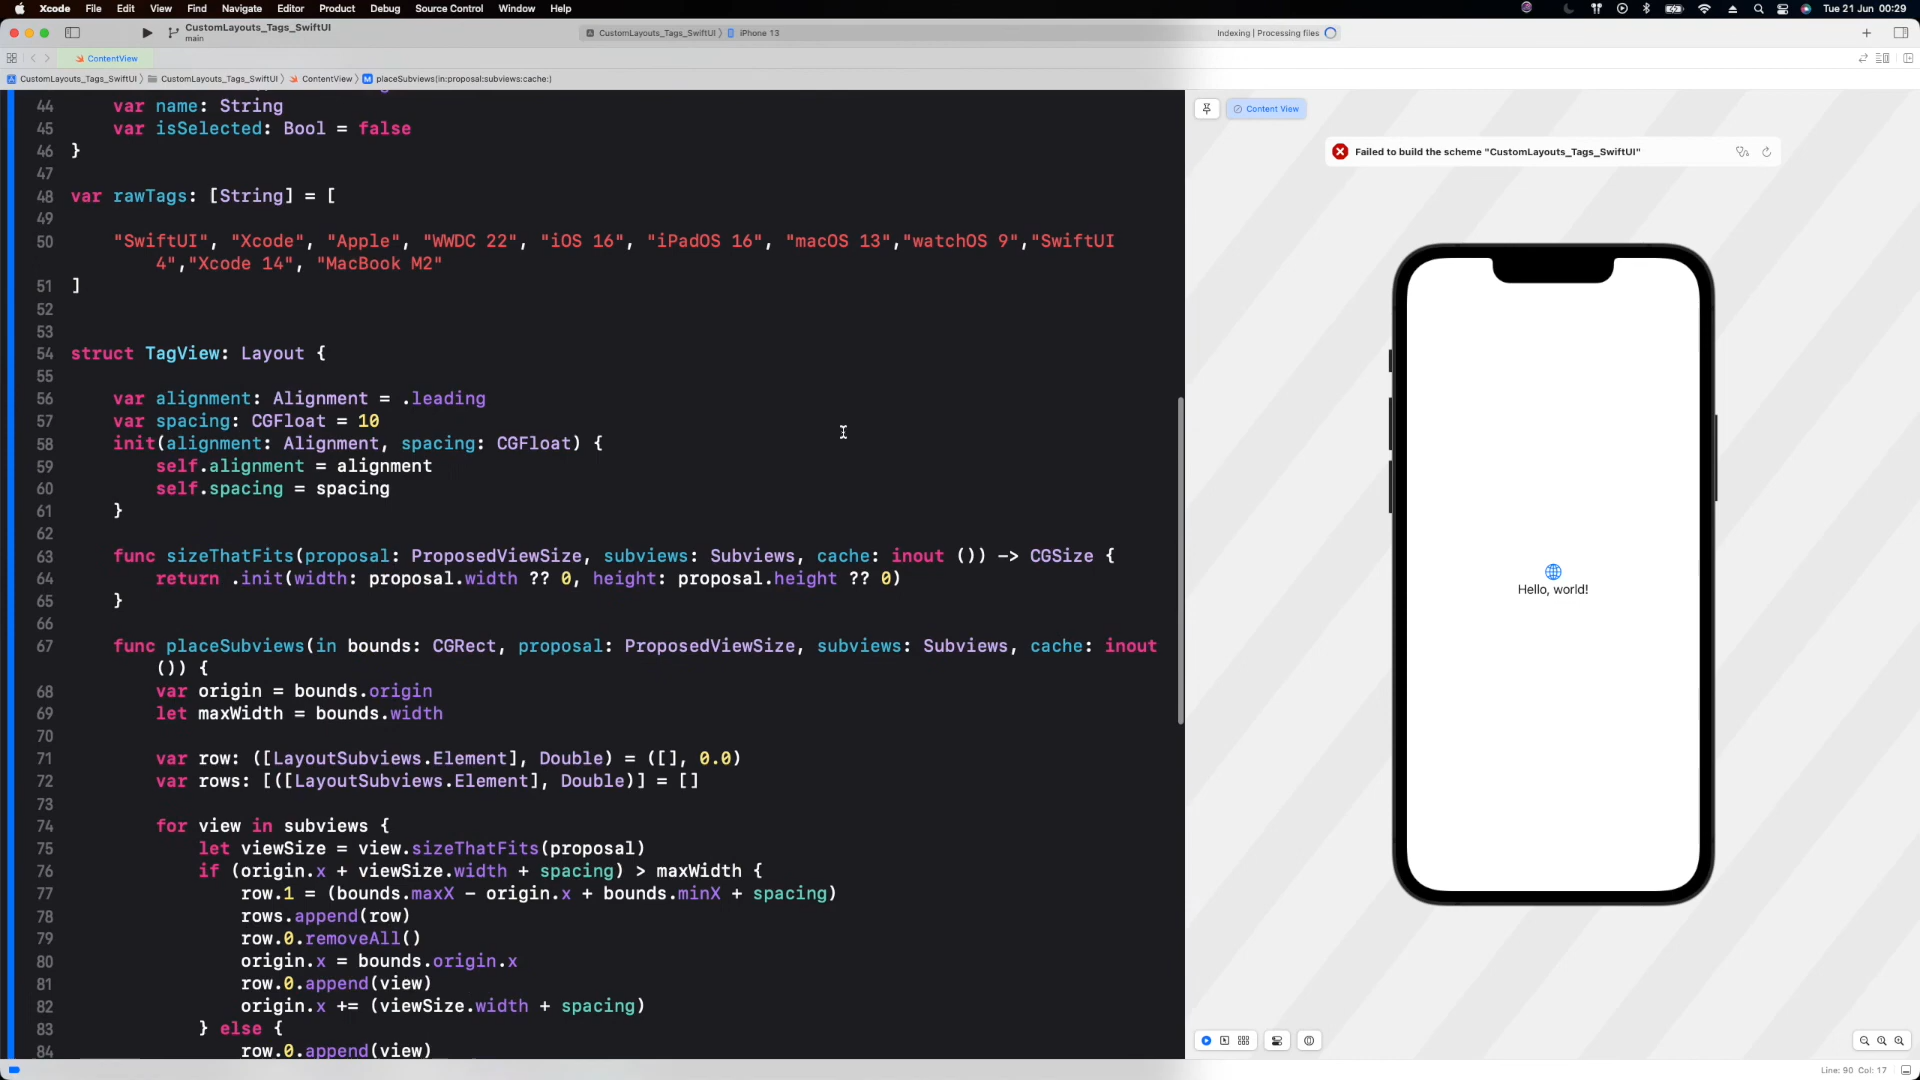 Xcode File Edit View Find Navigate Editor Product Debug Source Control Window Help Tue 21 Jun 00:29
CustomLayouts_Tags_SwiftUI
main
CustomLayouts_Tags_SwiftUI iPhone 13
Indexing | Processing files
ContentView
CustomLayouts_Tags_SwiftUI CustomLayouts_Tags_SwiftUI ContentView M placeSubviews(in:proposal:subviews:cache:)
44 var name: String
45 var isSelected: Bool = false
46 }
47
48 var rawTags: [String] = [
49
50 "SwiftUI", "Xcode", "Apple", "WWDC 22", "iOS 16", "iPadOS 16", "macOS 13","watchOS 9","SwiftUI
4","Xcode 14", "MacBook M2"
51 ]
52
53
54 struct TagView: Layout {
55
56 var alignment: Alignment = .leading
57 var spacing: CGFloat = 10
58 init(alignment: Alignment, spacing: CGFloat) {
59 self.alignment = alignment
60 self.spacing = spacing
61 }
62
63 func sizeThatFits(proposal: ProposedViewSize, subviews: Subviews, cache: inout ()) -> CGSize {
64 return .init(width: proposal.width ?? 0, height: proposal.height ?? 0)
65 }
66
67 func placeSubviews(in bounds: CGRect, proposal: ProposedViewSize, subviews: Subviews, cache: inout
()) {
68 var origin = bounds.origin
69 let maxWidth = bounds.width
70
71 var row: ([LayoutSubviews.Element], Double) = ([], 0.0)
72 var rows: [([LayoutSubviews.Element], Double)] = []
73
74 for view in subviews {
75 let viewSize = view.sizeThatFits(proposal)
76 if (origin.x + viewSize.width + spacing) > maxWidth {
77 row.1 = (bounds.maxX - origin.x + bounds.minX + spacing)
78 rows.append(row)
79 row.0.removeAll()
80 origin.x = bounds.origin.x
81 row.0.append(view)
82 origin.x += (viewSize.width + spacing)
83 } else {
84 row.0.append(view)
Content View
Failed to build the scheme "CustomLayouts_Tags_SwiftUI"
Hello, world!
Line: 90 Col: 17